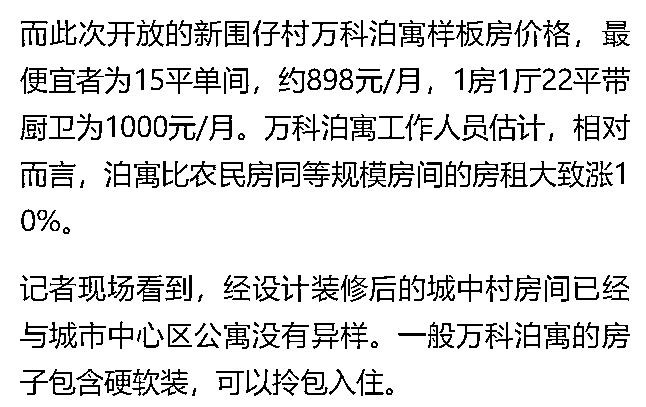 而此次开放的新围仔村万科泊寓样板房价格，最
便宜者为15平单间，约898元/月，1房1厅22平带
厨卫为1000元/月。万科泊寓工作人员估计，相对
而言，泊寓比农民房同等规模房间的房租大致涨1
0%。
记者现场看到，经设计装修后的城中村房间已经
与城市中心区公寓没有异样。一般万科泊寓的房
子包含硬软装，可以拎包入住。